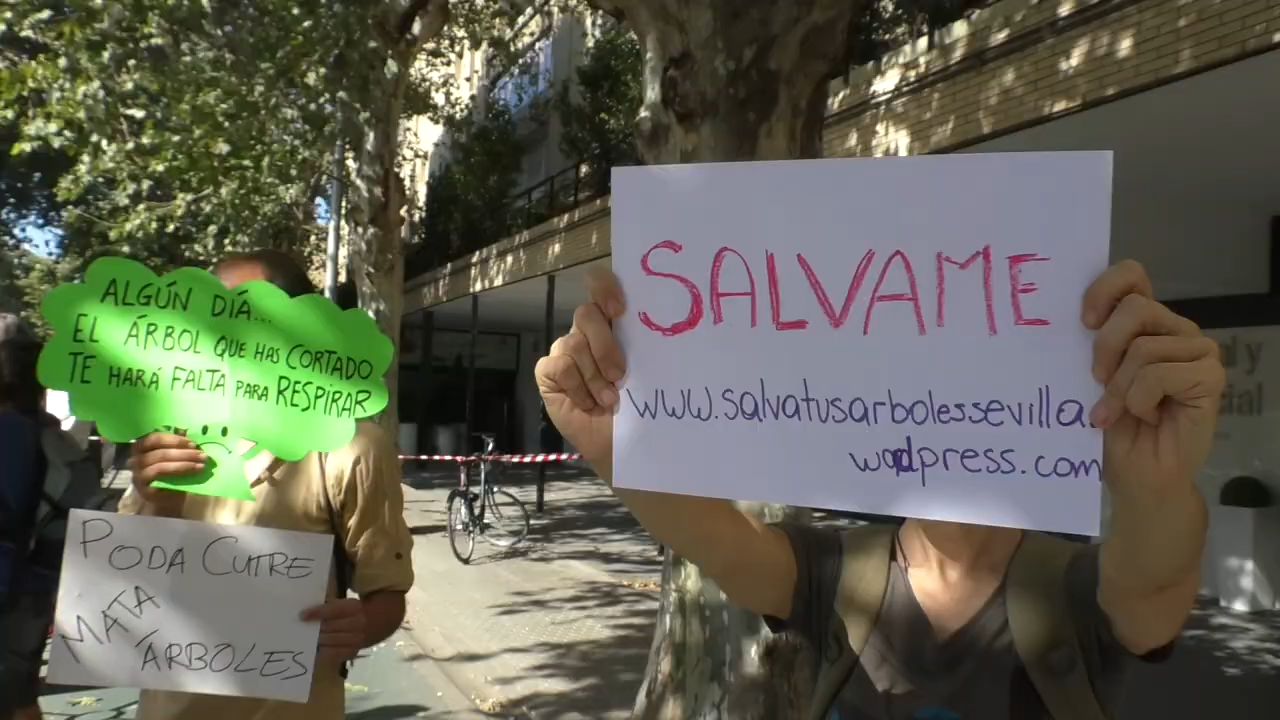 ALGÚN DÍA...
EL ÁRBOL QUE HAS CORTADO
TE HARÁ FALTA PARA RESPIRAR
PODA CUTRE
MATA
ÁRBOLES
SALVAME
www.salvatusarbolessevilla.
wordpress.com